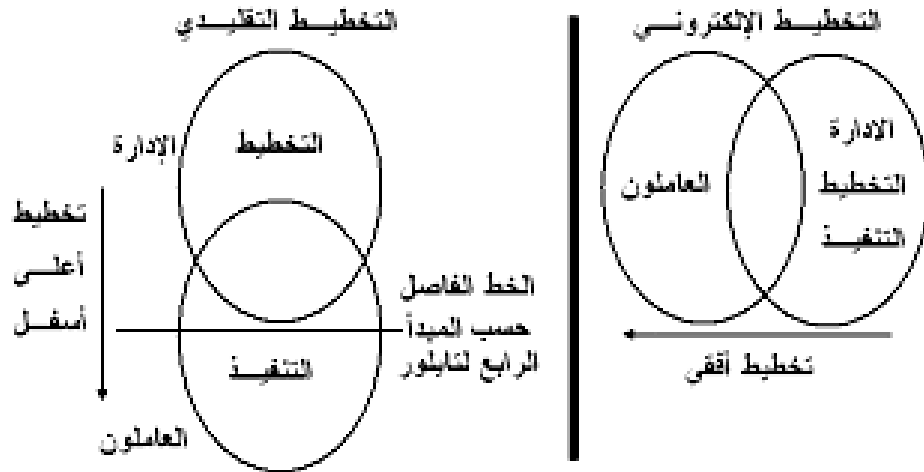 التخطيط الإلكتروني
الادارة
العاملون
التخطيط
التنفيذ
تخطيط أفقي
التخطيط التقليدي
الإدارة
التخطيط
تخطيط
أعلى
أسفل
الخط الفاصل
حسب المبدأ
الرابع لتايلور
التنفيذ
العاملون